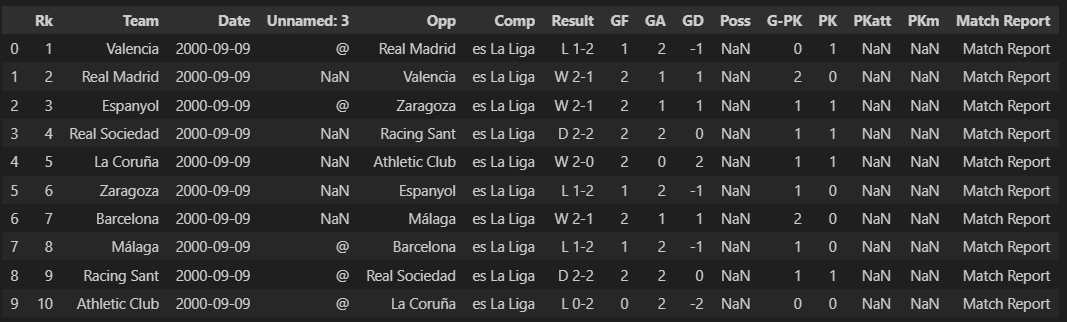 Rk Team Date Unnamed: 3 Opp Comp Result GF GA GD Poss G-PK PK PKatt PKm Match Report
0 1 Valencia 2000-09-09 @ Real Madrid es La Liga L 1-2 1 2 -1 NaN 0 1 NaN NaN Match Report
1 2 Real Madrid 2000-09-09 NaN Valencia es La Liga W 2-1 2 1 1 NaN 2 0 NaN NaN Match Report
2 3 Espanyol 2000-09-09 @ Zaragoza es La Liga W 2-1 2 1 1 NaN 1 1 NaN NaN Match Report
3 4 Real Sociedad 2000-09-09 NaN Racing Sant es La Liga D 2-2 2 2 0 NaN 1 1 NaN NaN Match Report
4 5 La Coruña 2000-09-09 NaN Athletic Club es La Liga W 2-0 2 0 2 NaN 1 1 NaN NaN Match Report
5 6 Zaragoza 2000-09-09 NaN Espanyol es La Liga L 1-2 1 2 -1 NaN 1 0 NaN NaN Match Report
6 7 Barcelona 2000-09-09 NaN Málaga es La Liga W 2-1 2 1 1 NaN 2 0 NaN NaN Match Report
7 8 Málaga 2000-09-09 @ Barcelona es La Liga L 1-2 1 2 -1 NaN 1 0 NaN NaN Match Report
8 9 Racing Sant 2000-09-09 @ Real Sociedad es La Liga D 2-2 2 2 0 NaN 1 1 NaN NaN Match Report
9 10 Athletic Club 2000-09-09 @ La Coruña es La Liga L 0-2 0 2 -2 NaN 0 0 NaN NaN Match Report